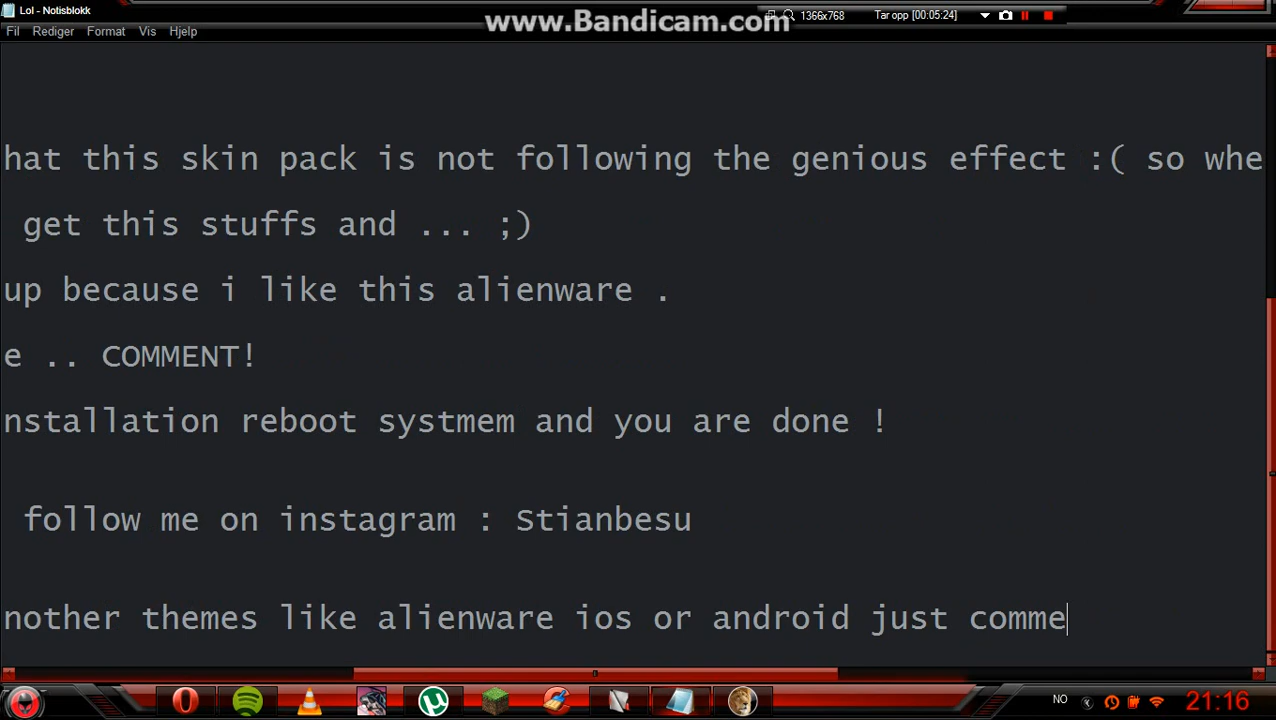 Lol - Notisblokk
www.Bandicam.com
1366x768
Tar opp [00:05:24]
Fil Rediger Format Vis Hjelp
hat this skin pack is not following the genious effect :( so whe
get this stuffs and ... ;)
up because i like this alienware .
e .. COMMENT!
nstallation reboot systmem and you are done !
follow me on instagram : Stianbesu
nother themes like alienware ios or android just comme
NO
21:16